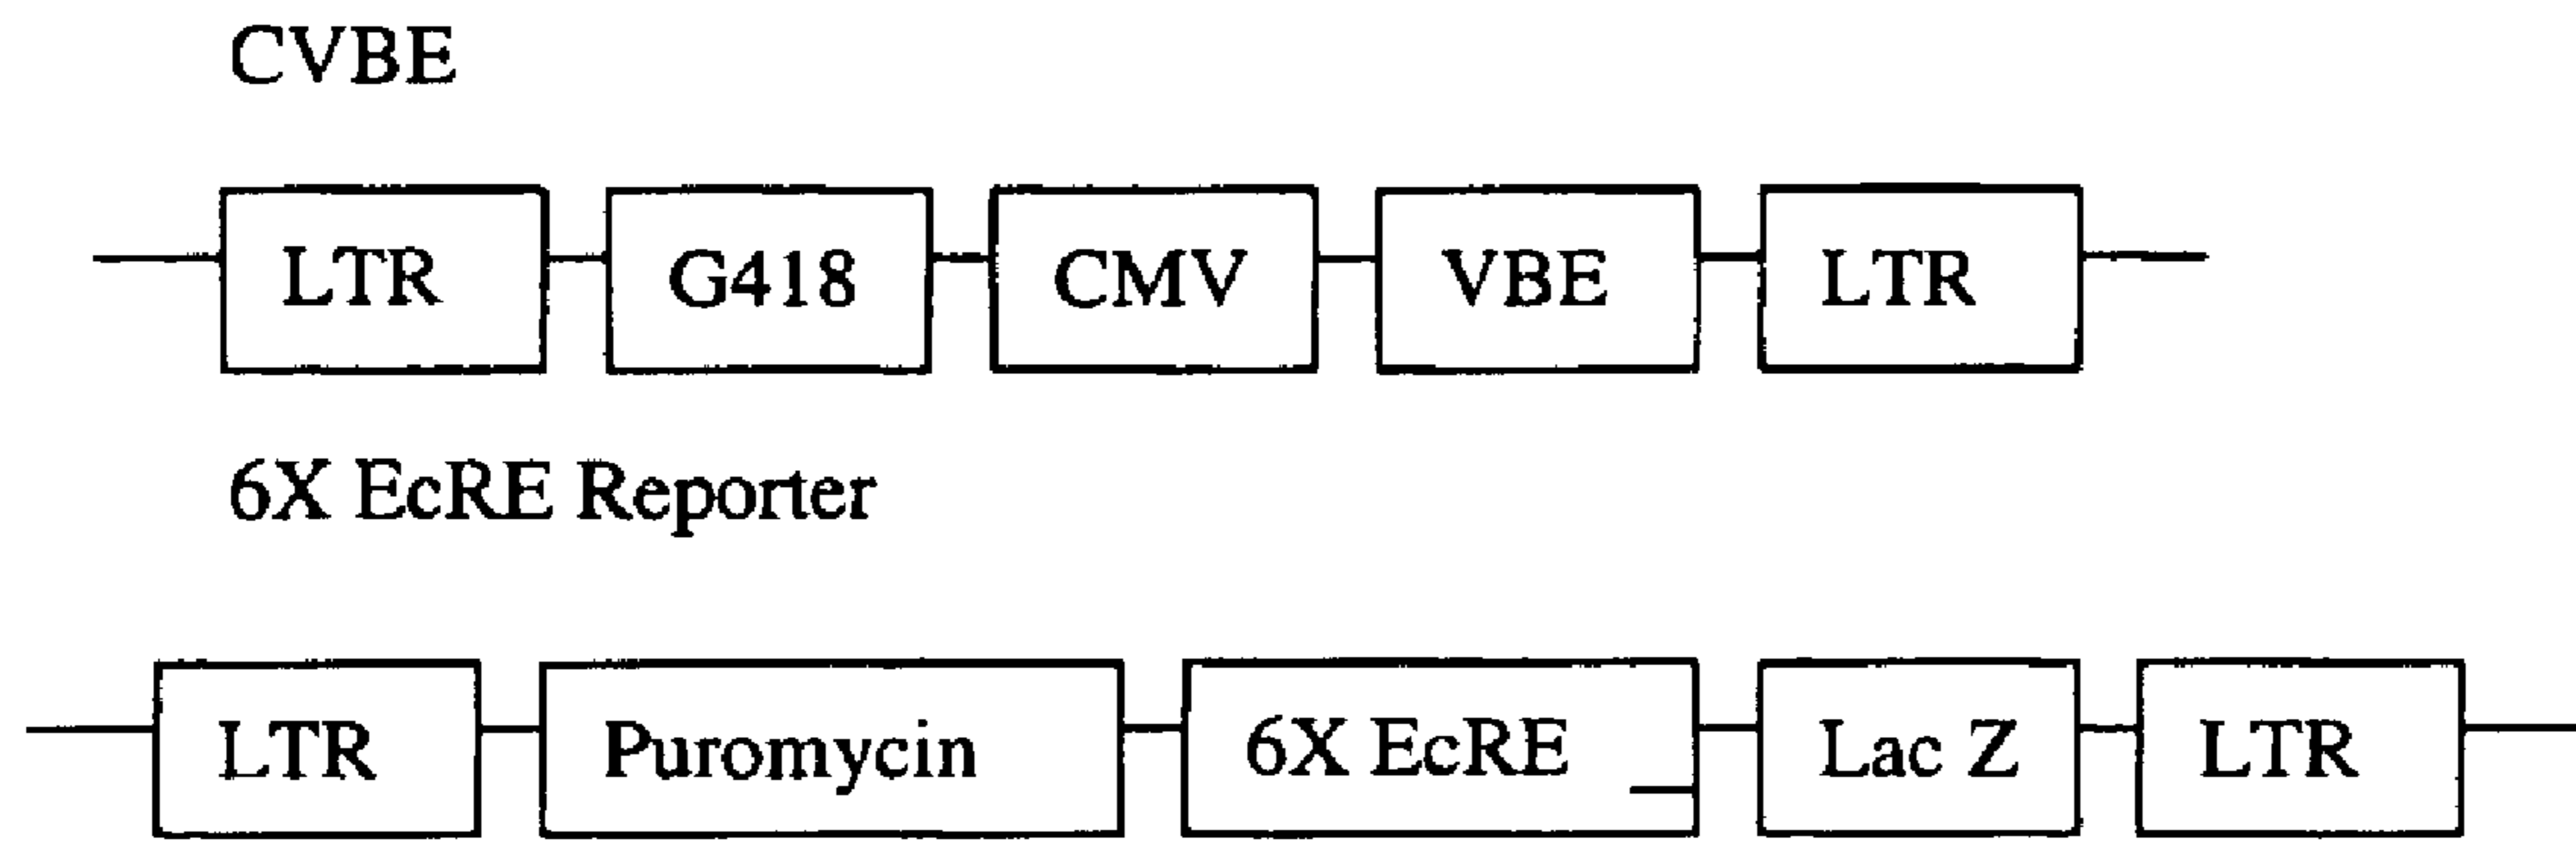 CVBE
LTR G418 CMV VBE LTR
6X EcRE Reporter
LTR Puromycin 6X EcRE Lac Z LTR